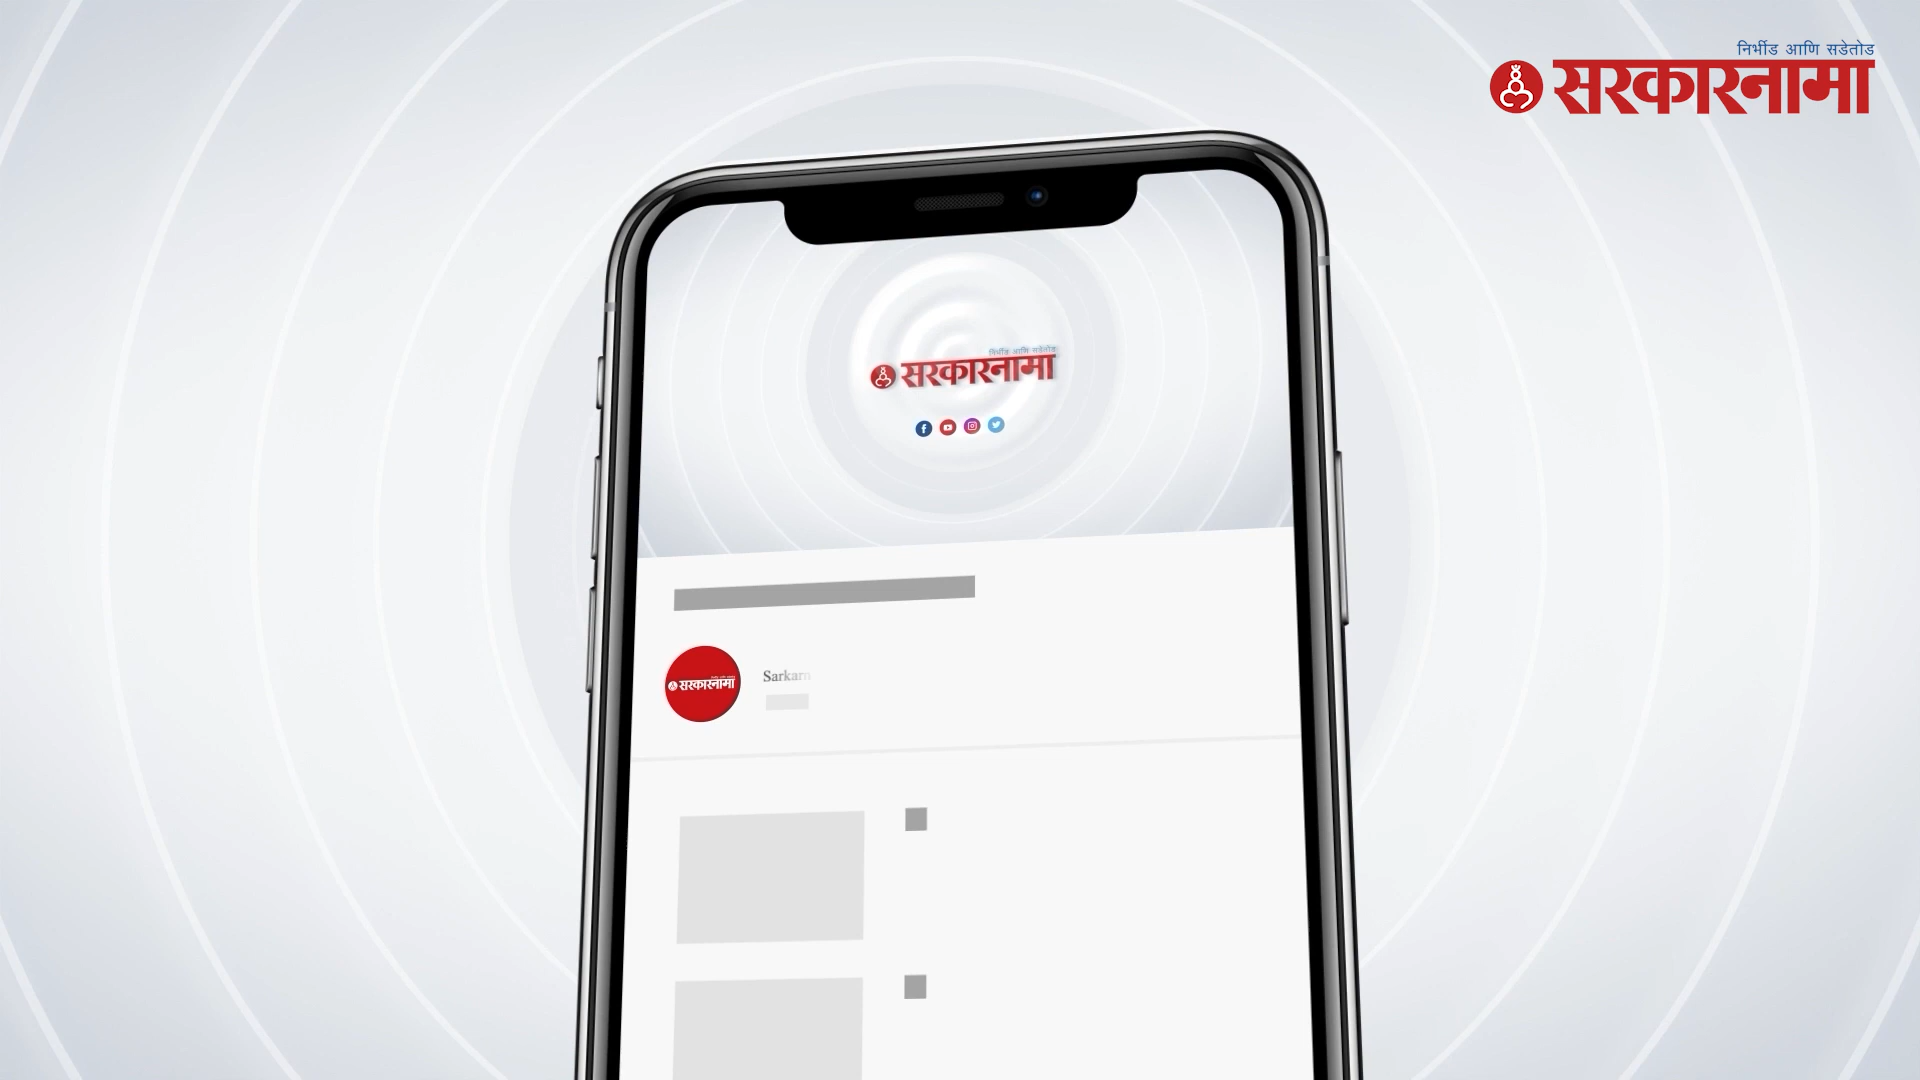 निर्भीड आणि सडेतोड
सरकारनामा
निर्भीड आणि सडेतोड
सरकारनामा
सरकारनामा
Sarkarn